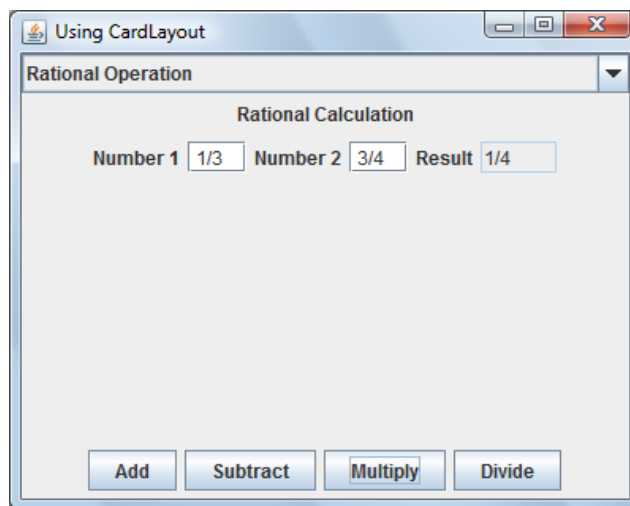 Using CardLayout
Rational Operation
Rational Calculation
Number 1 1/3 Number 2 3/4 Result 1/4
Add Subtract Multiply Divide